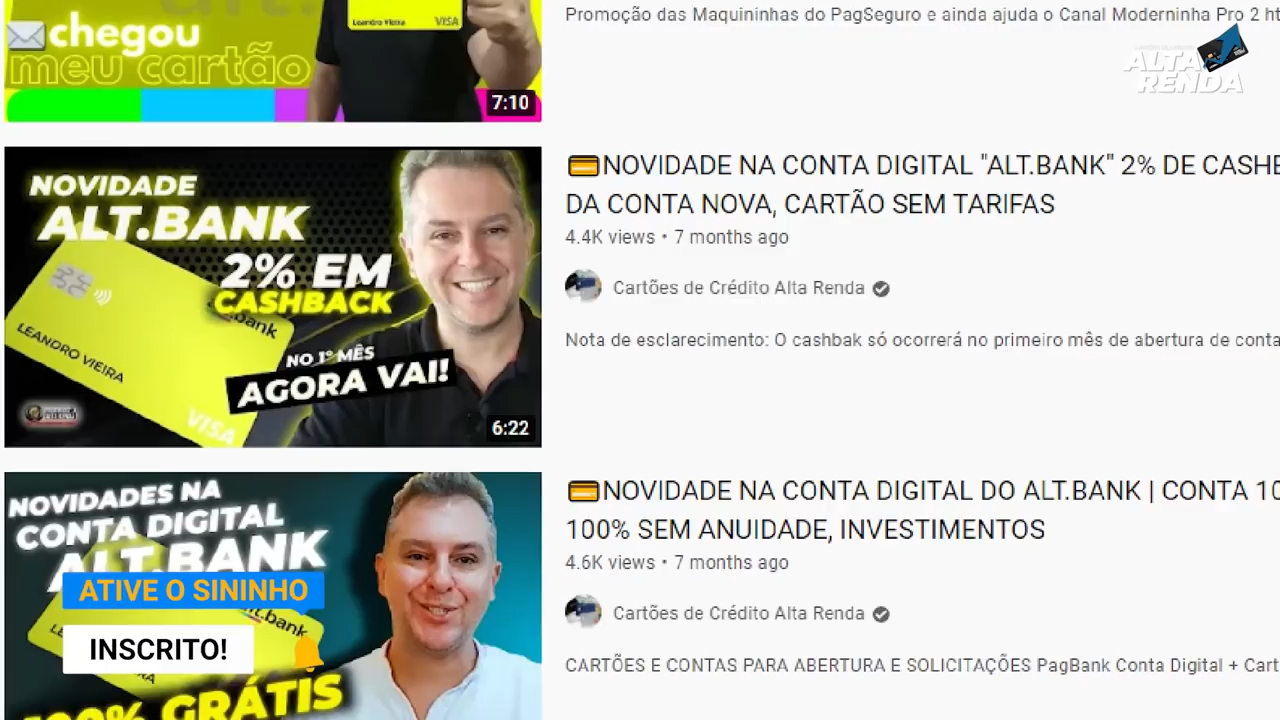 chegou
meu cartão
Leandro Vieira VISA
7:10
Promoção das Maquininhas do PagSeguro e ainda ajuda o Canal Moderninha Pro 2 ht
ALTA
RENDA
NOVIDADE
ALT.BANK
2% EM
CASHBACK
bank
LEANDRO VIEIRA
NO 1º MÊS
AGORA VAI!
VISA
6:22
NOVIDADE NA CONTA DIGITAL "ALT.BANK" 2% DE CASHB
DA CONTA NOVA, CARTÃO SEM TARIFAS
4.4K views • 7 months ago
Cartões de Crédito Alta Renda
Nota de esclarecimento: O cashbak só ocorrerá no primeiro mês de abertura de conta
NOVIDADES NA
CONTA DIGITAL
ALT.BANK
ATIVE O SININHO
INSCRITO!
100% GRÁTIS
NOVIDADE NA CONTA DIGITAL DO ALT.BANK | CONTA 10
100% SEM ANUIDADE, INVESTIMENTOS
4.6K views • 7 months ago
Cartões de Crédito Alta Renda
CARTÕES E CONTAS PARA ABERTURA E SOLICITAÇÕES PagBank Conta Digital + Cart